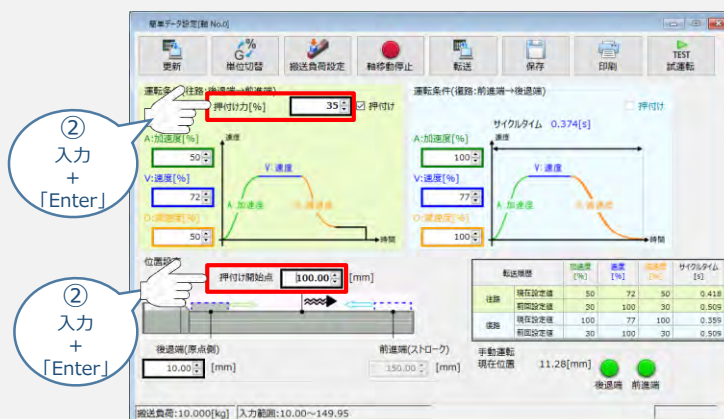 簡単データ設定[軸 No.0]
更新
単位切替
搬送負荷設定
軸移動停止
転送
保存
印刷
TEST
試運転
運転条件(往路:後退端→前進端)
押付け力[%] 35 押付け
A:加速度[%]
50
V:速度[%]
72
D:減速度[%]
50
速度
V:速度
A:加速度
D:減速度
時間
運転条件(復路:前進端→後退端)
押付け
サイクルタイム 0.374[s]
A:加速度[%]
100
V:速度[%]
77
D:減速度[%]
100
速度
V:速度
A:加速度
D:減速度
時間
②
入力
+
「Enter」
位置設定
押付け開始点 100.00 [mm]
②
入力
+
「Enter」
後退端(原点側)
10.00 [mm]
前進端(ストローク)
150.00 [mm]
転送履歴 加速度[%] 速度[%] 減速度[%] サイクルタイム[s]
往路 現在設定値 50 72 50 0.418
前回設定値 30 100 30 0.509
復路 現在設定値 100 77 100 0.359
前回設定値 30 100 30 0.509
手動運転
現在位置 11.28[mm]
後退端 前進端
搬送負荷:10.000[kg] 入力範囲:10.00～149.95